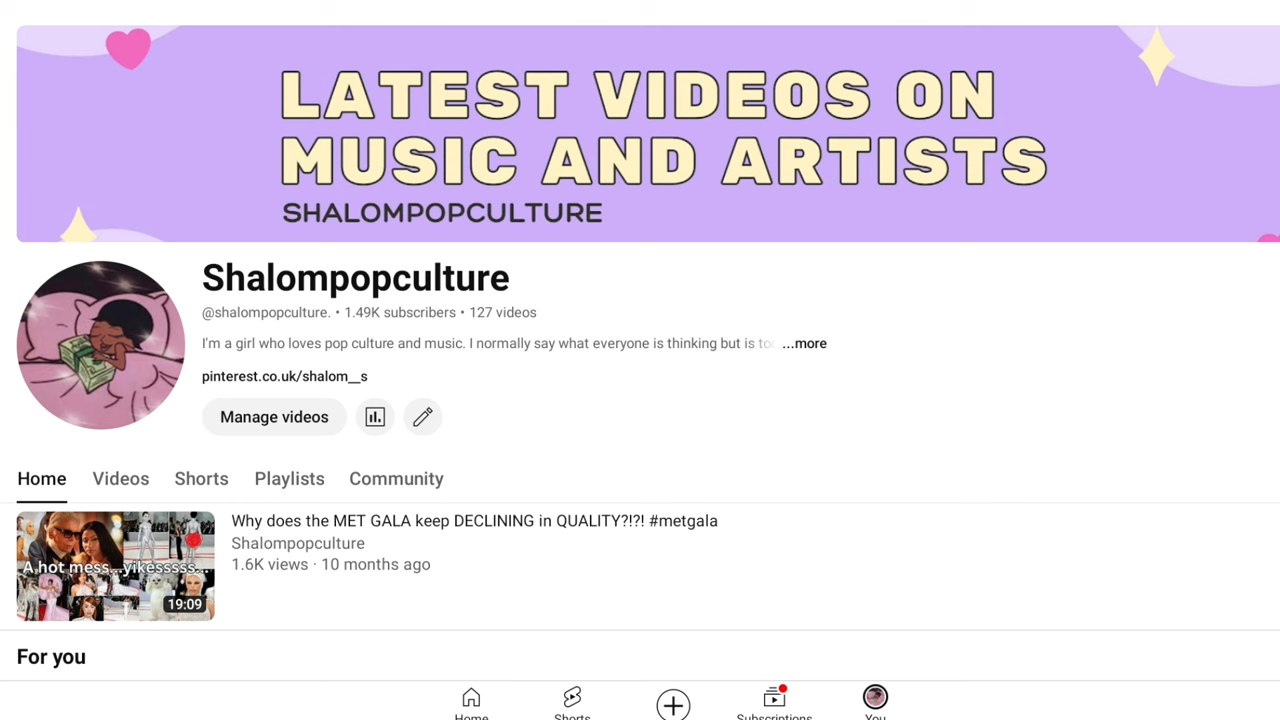 LATEST VIDEOS ON
MUSIC AND ARTISTS
SHALOMPOPCULTURE
Shalompopculture
@shalompopculture. • 1.49K subscribers • 127 videos
I'm a girl who loves pop culture and music. I normally say what everyone is thinking but is ...more
pinterest.co.uk/shalom__s
Manage videos
Home Videos Shorts Playlists Community
Why does the MET GALA keep DECLINING in QUALITY?!?! #metgala
Shalompopculture
1.6K views · 10 months ago
A hot mess...yikesssss...
19:09
For you
Home Shorts Subscriptions You